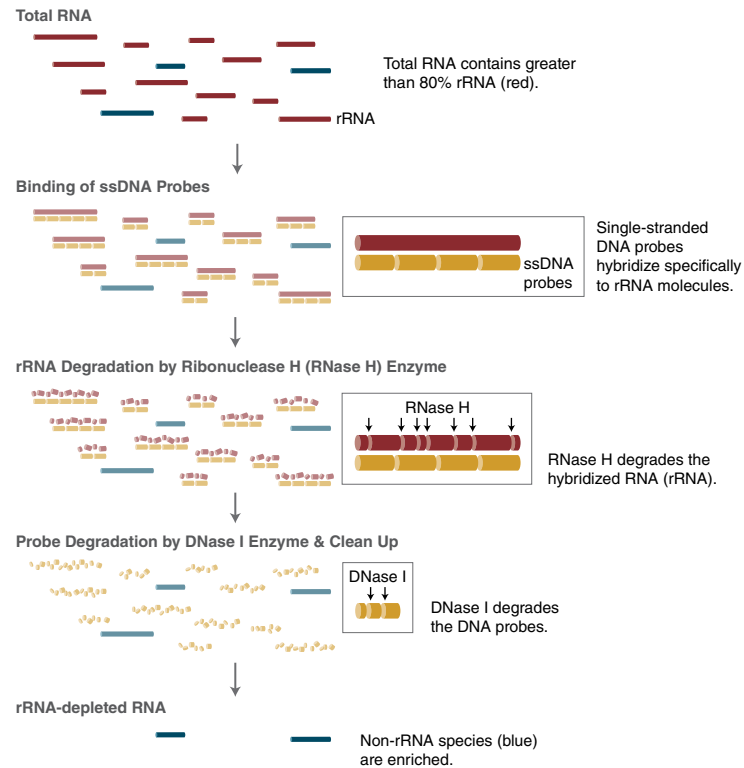 Total RNA
Total RNA contains greater
than 80% rRNA (red).
rRNA
Binding of ssDNA Probes
ssDNA
probes
Single-stranded
DNA probes
hybridize specifically
to rRNA molecules.
rRNA Degradation by Ribonuclease H (RNase H) Enzyme
RNase H
RNase H degrades the
hybridized RNA (rRNA).
Probe Degradation by DNase I Enzyme & Clean Up
DNase I
DNase I degrades
the DNA probes.
rRNA-depleted RNA
Non-rRNA species (blue)
are enriched.